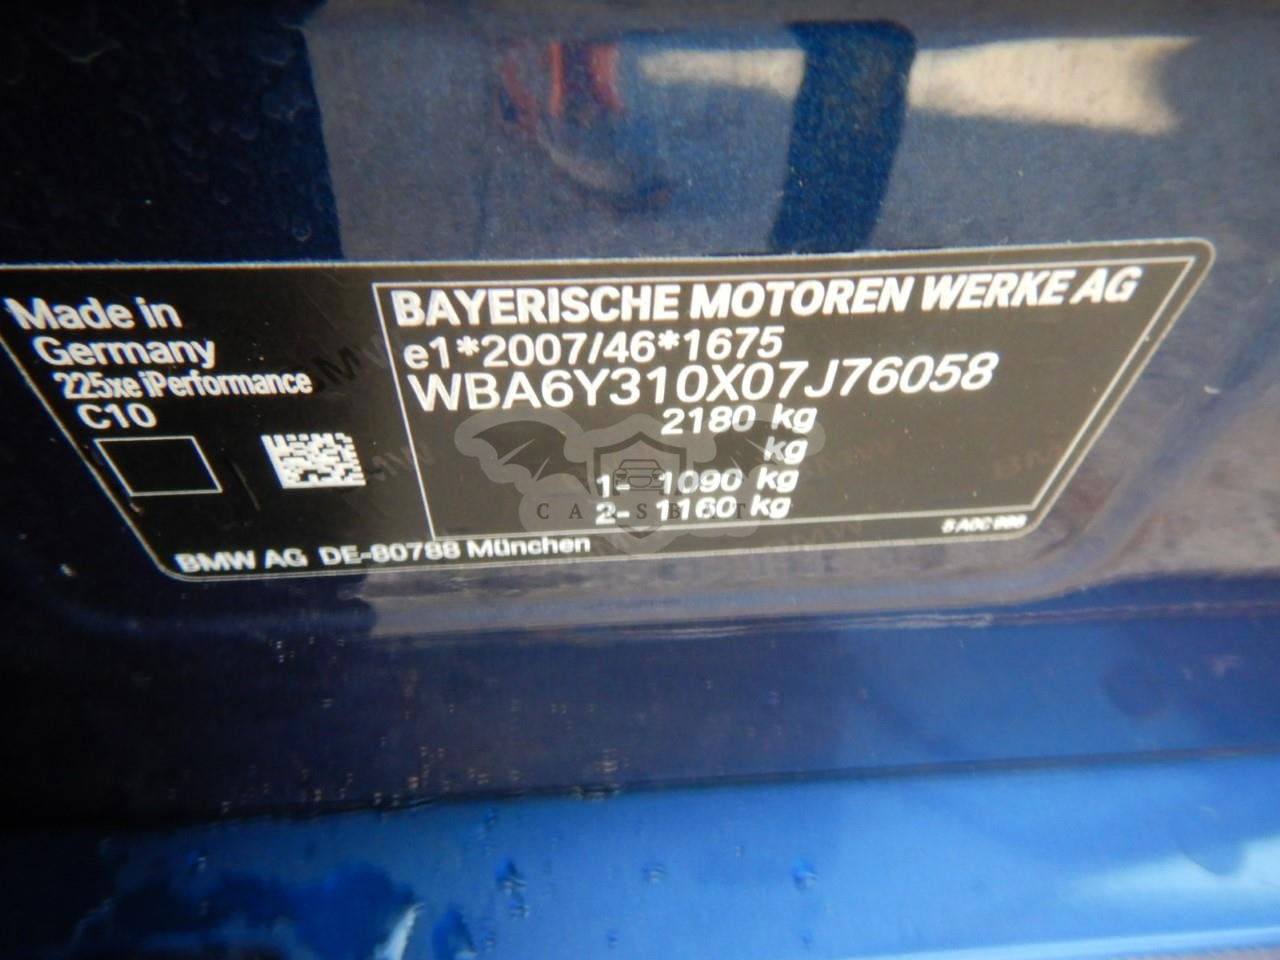 Made in
Germany
225xe iPerformance
C10
BAYERISCHE MOTOREN WERKE AG
e1*2007/46*1675
WBA6Y310X07J76058
2180 kg
kg
1- 1090 kg
2- 1160 kg
BMW AG DE-80788 München